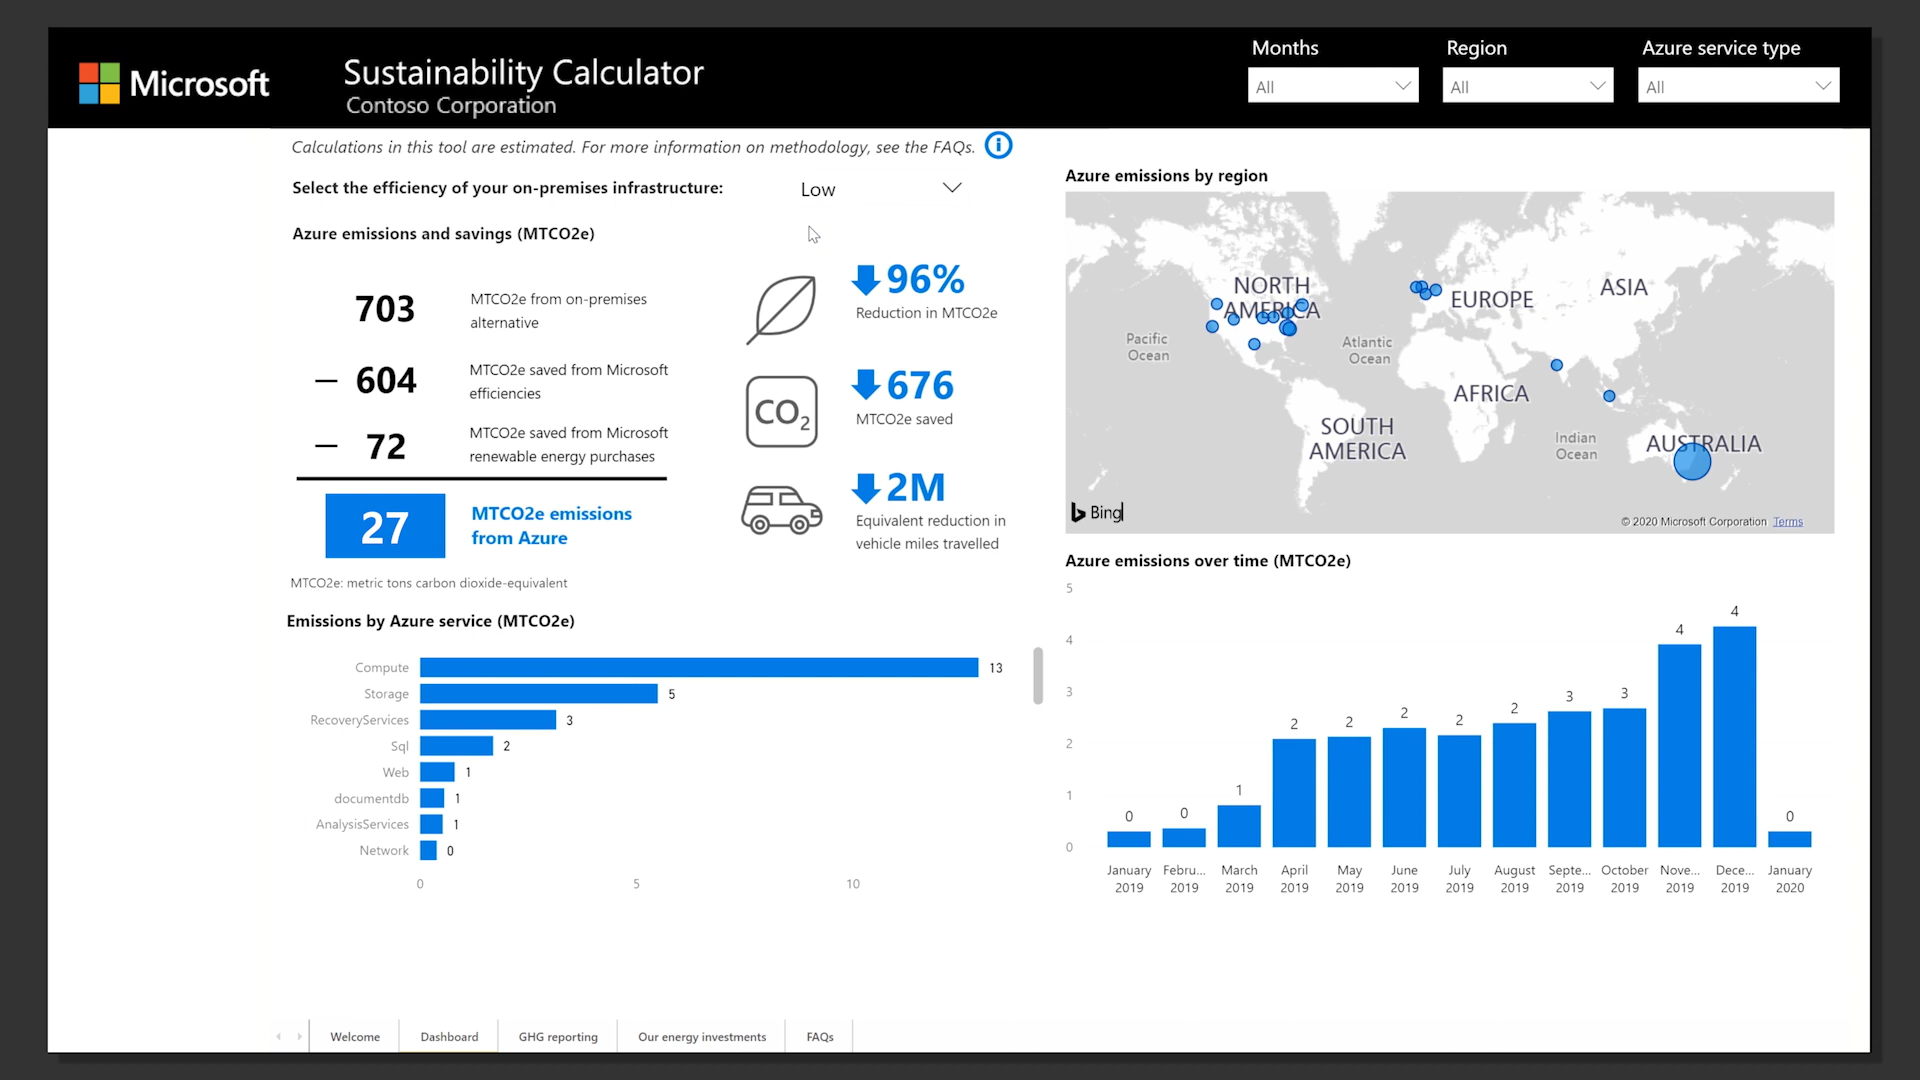 Microsoft
Sustainability Calculator
Contoso Corporation
Months
All
Region
All
Azure service type
All
Calculations in this tool are estimated. For more information on methodology, see the FAQs.
Select the efficiency of your on-premises infrastructure:
Low
Azure emissions and savings (MTCO2e)
703
MTCO2e from on-premises
alternative
— 604
MTCO2e saved from Microsoft
efficiencies
— 72
MTCO2e saved from Microsoft
renewable energy purchases
27
MTCO2e emissions
from Azure
MTCO2e: metric tons carbon dioxide-equivalent
96%
Reduction in MTCO2e
CO2
676
MTCO2e saved
2M
Equivalent reduction in
vehicle miles travelled
Emissions by Azure service (MTCO2e)
Compute 13
Storage 5
RecoveryServices 3
Sql 2
Web 1
documentdb 1
AnalysisServices 1
Network 0
0 5 10
Azure emissions by region
NORTH
AMERICA
EUROPE
ASIA
Pacific
Ocean
Atlantic
Ocean
AFRICA
SOUTH
AMERICA
Indian
Ocean
AUSTRALIA
Bing
© 2020 Microsoft Corporation Terms
Azure emissions over time (MTCO2e)
5
4
3
2
1
0
0 0 1 2 2 2 2 2 3 3 4 4 0
January Febru... March April May June July August Septe... October Nove... Dece... January
2019 2019 2019 2019 2019 2019 2019 2019 2019 2019 2019 2019 2020
Welcome
Dashboard
GHG reporting
Our energy investments
FAQs